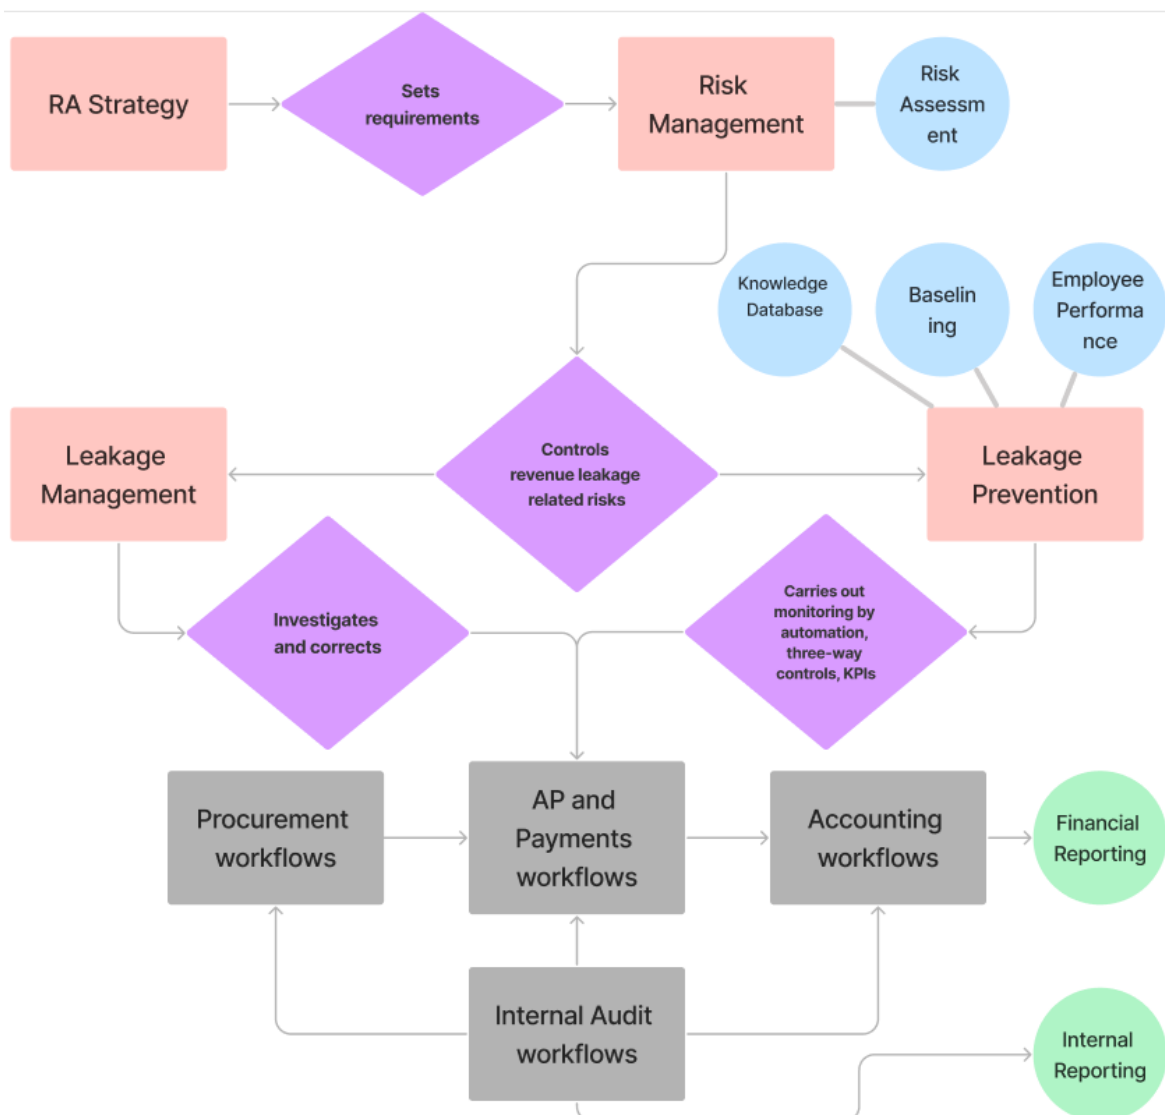 RA Strategy
Sets
requirements
Risk
Management
Risk
Assessm
ent
Knowledge
Database
Baselin
ing
Employee
Performa
nce
Leakage
Management
Controls
revenue leakage
related risks
Leakage
Prevention
Investigates
and corrects
Carries out
monitoring by
automation,
three-way
controls, KPIs
Procurement
workflows
AP and
Payments
workflows
Accounting
workflows
Financial
Reporting
Internal Audit
workflows
Internal
Reporting